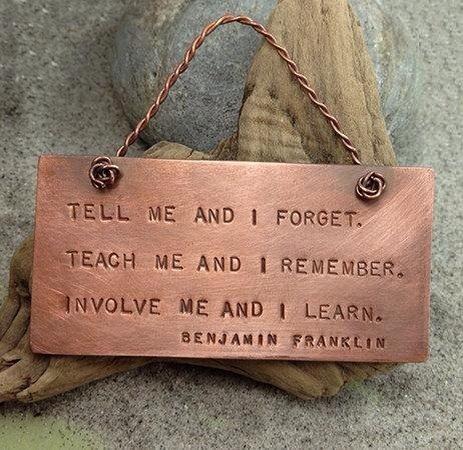 TELL ME AND I FORGET.
TEACH ME AND I REMEMBER.
INVOLVE ME AND I LEARN.
BENJAMIN FRANKLIN